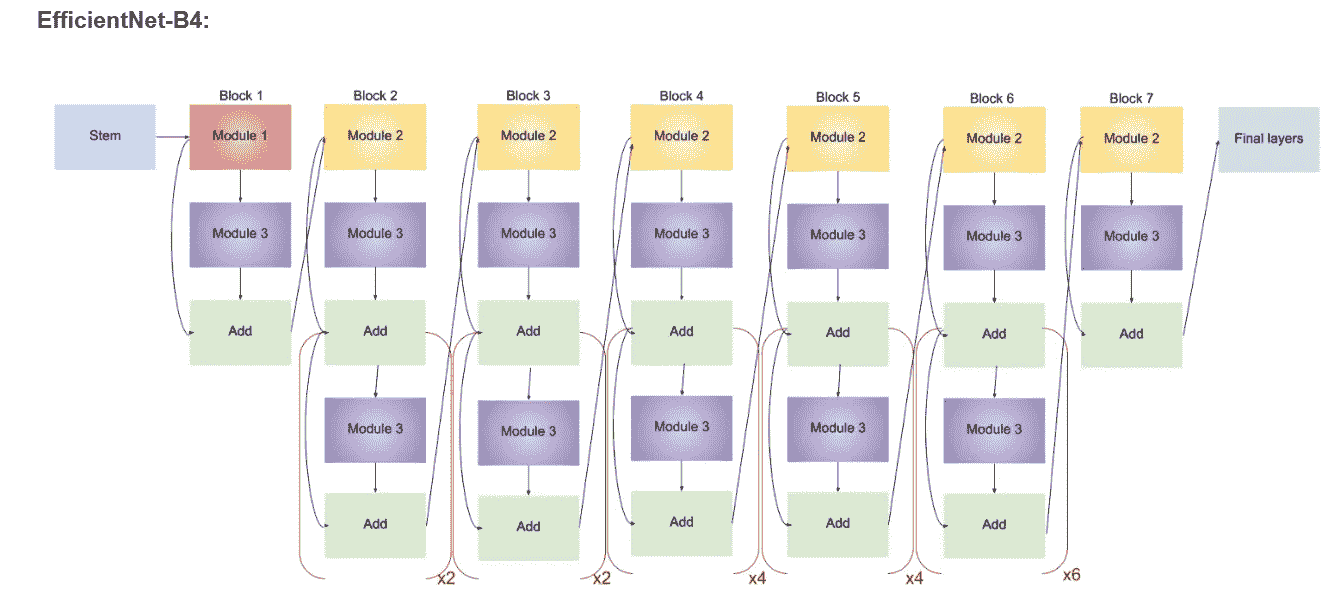 EfficientNet-B4:
Block 1
Block 2
Block 3
Block 4
Block 5
Block 6
Block 7
Stem
Module 1
Module 2
Module 2
Module 2
Module 2
Module 2
Module 2
Final layers
Module 3
Module 3
Module 3
Module 3
Module 3
Module 3
Module 3
Add
Add
Add
Add
Add
Add
Add
Module 3
Module 3
Module 3
Module 3
Module 3
Add
Add
Add
Add
Add
x2
x2
x4
x4
x6